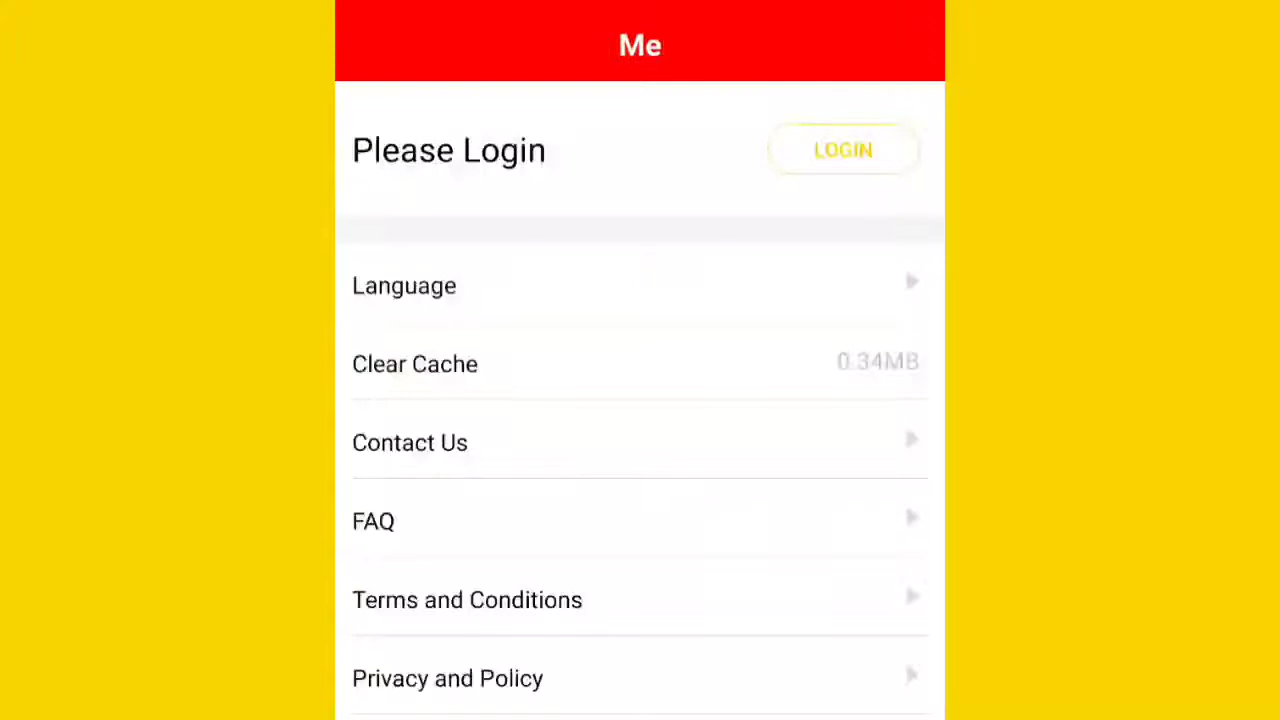 Me
Please Login
LOGIN
Language
Clear Cache
0.34MB
Contact Us
FAQ
Terms and Conditions
Privacy and Policy